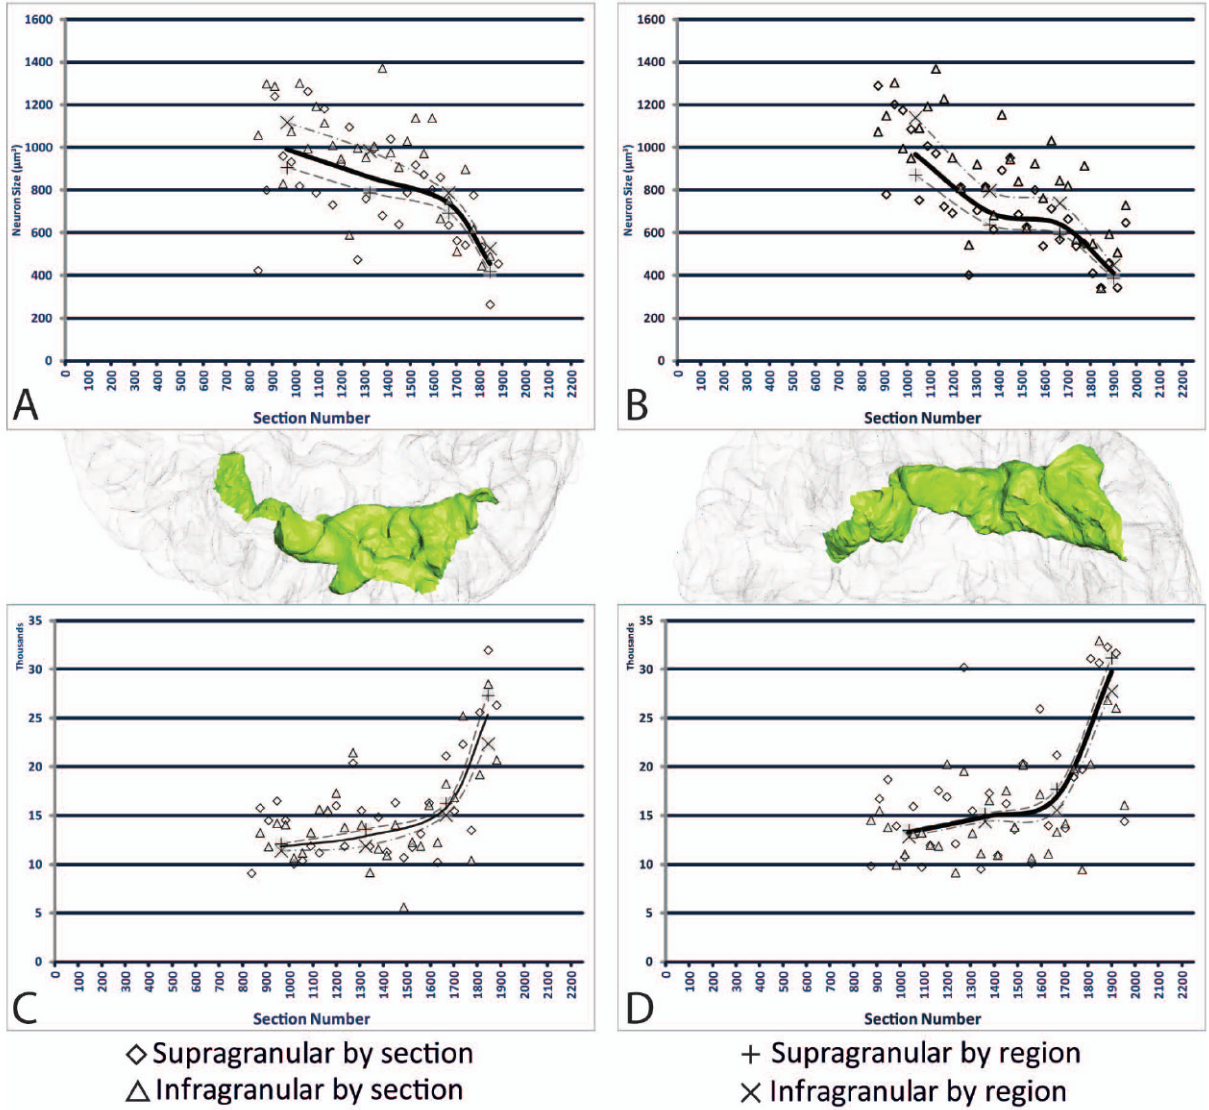 1600
1400
1200
1000
800
600
400
200
0
Neuron Size (µm³)
0 100 200 300 400 500 600 700 800 900 1000 1100 1200 1300 1400 1500 1600 1700 1800 1900 2000 2100 2200
Section Number
A
1600
1400
1200
1000
800
600
400
200
0
Neuron Size (µm³)
0 100 200 300 400 500 600 700 800 900 1000 1100 1200 1300 1400 1500 1600 1700 1800 1900 2000 2100 2200
Section Number
B
Thousands
35
30
25
20
15
10
5
0
0 100 200 300 400 500 600 700 800 900 1000 1100 1200 1300 1400 1500 1600 1700 1800 1900 2000 2100 2200
Section Number
C
Thousands
35
30
25
20
15
10
5
0
0 100 200 300 400 500 600 700 800 900 1000 1100 1200 1300 1400 1500 1600 1700 1800 1900 2000 2100 2200
Section Number
D
Supragranular by section
Supragranular by region
Infragranular by section
Infragranular by region